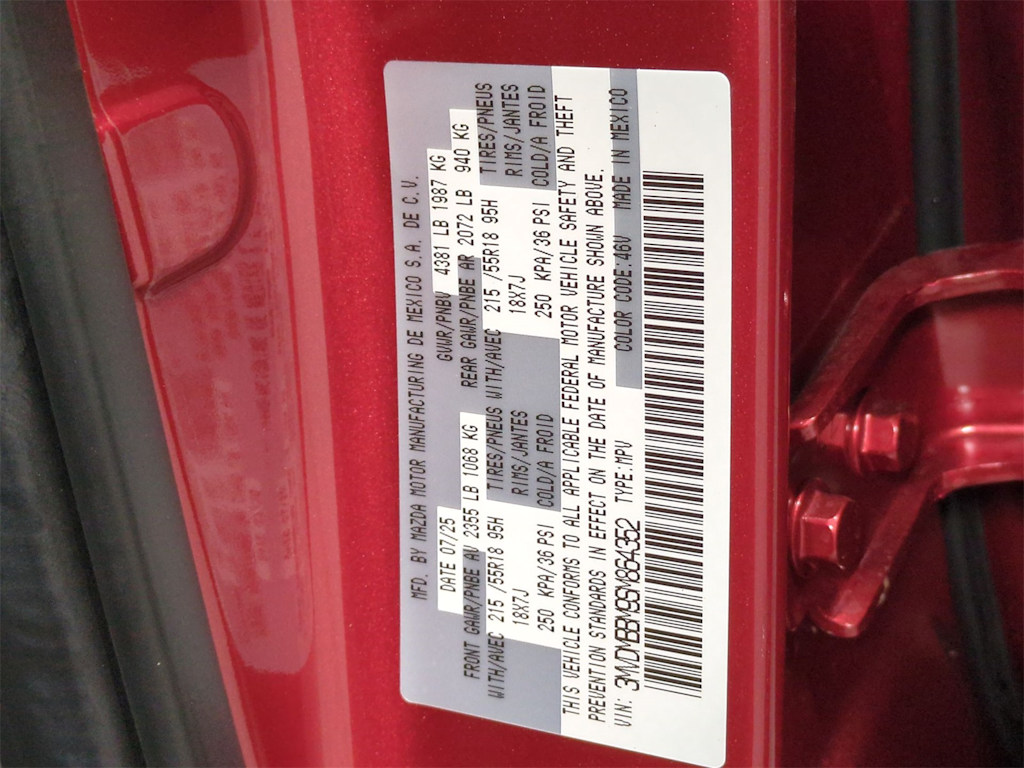 MFD. BY MAZDA MOTOR MANUFACTURING DE MEXICO S.A. DE C.V.
DATE 07/25 GVWR/PNBV 4381 LB 1987 KG
FRONT GAWR/PNBE AV 2355 LB 1068 KG REAR GAWR/PNBE AR 2072 LB 940 KG
WITH/AVEC 215 /55R18 95H TIRES/PNEUS WITH/AVEC 215 /55R18 95H TIRES/PNEUS
18X7J RIMS/JANTES 18X7J RIMS/JANTES
250 KPA/36 PSI COLD/A FROID 250 KPA/36 PSI COLD/A FROID
THIS VEHICLE CONFORMS TO ALL APPLICABLE FEDERAL MOTOR VEHICLE SAFETY AND THEFT
PREVENTION STANDARDS IN EFFECT ON THE DATE OF MANUFACTURE SHOWN ABOVE.
VIN: 3MVDMBBM9SM864352 TYPE:MPV COLOR CODE:46V MADE IN MEXICO